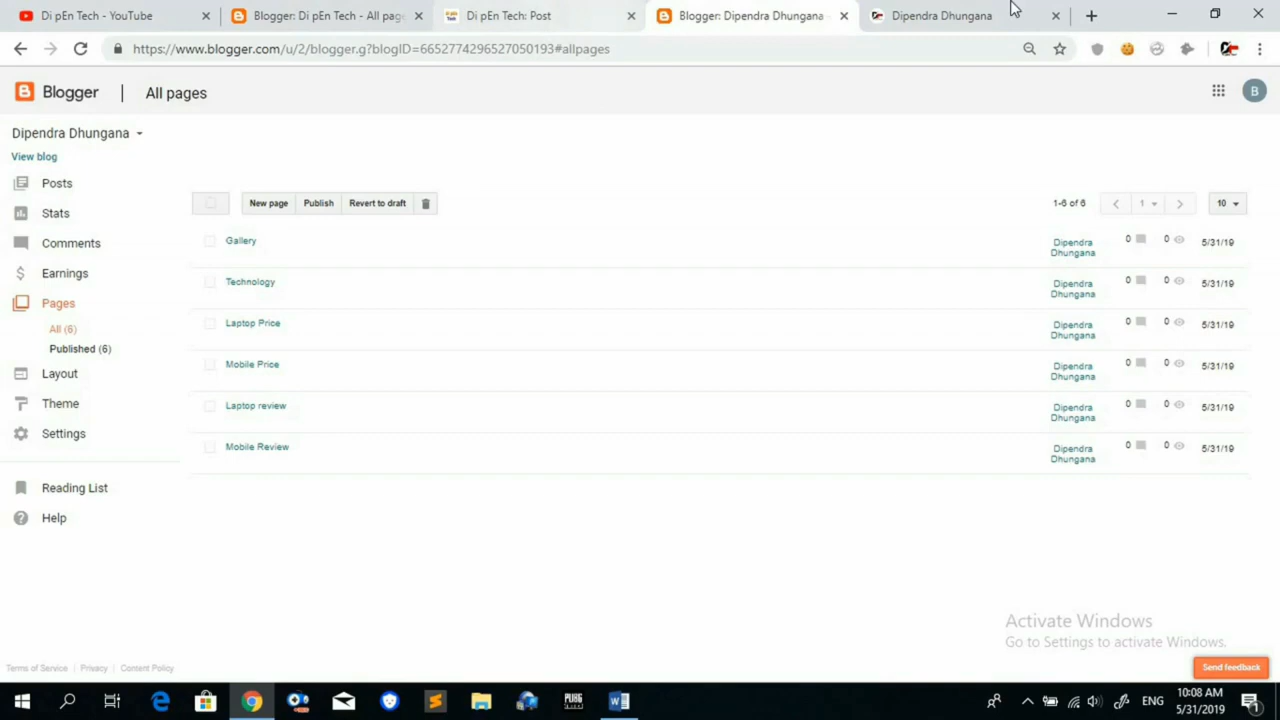 Di pEn Tech - YouTube
Blogger: Di pEn Tech - All page
Di pEn Tech: Post
Blogger: Dipendra Dhungana -
Dipendra Dhungana
https://www.blogger.com/u/2/blogger.g?blogID=6652774296527050193#allpages
Blogger | All pages
B
Dipendra Dhungana
View blog
Posts
Stats
Comments
Earnings
Pages
All (6)
Published (6)
Layout
Theme
Settings
Reading List
Help
New page
Publish
Revert to draft
1-6 of 6
1
10
Gallery
Dipendra
Dhungana
0 0 5/31/19
Technology
Dipendra
Dhungana
0 0 5/31/19
Laptop Price
Dipendra
Dhungana
0 0 5/31/19
Mobile Price
Dipendra
Dhungana
0 0 5/31/19
Laptop review
Dipendra
Dhungana
0 0 5/31/19
Mobile Review
Dipendra
Dhungana
0 0 5/31/19
Activate Windows
Go to Settings to activate Windows.
Terms of Service | Privacy | Content Policy
Send feedback
PUBG
ENG
10:08 AM
5/31/2019
1